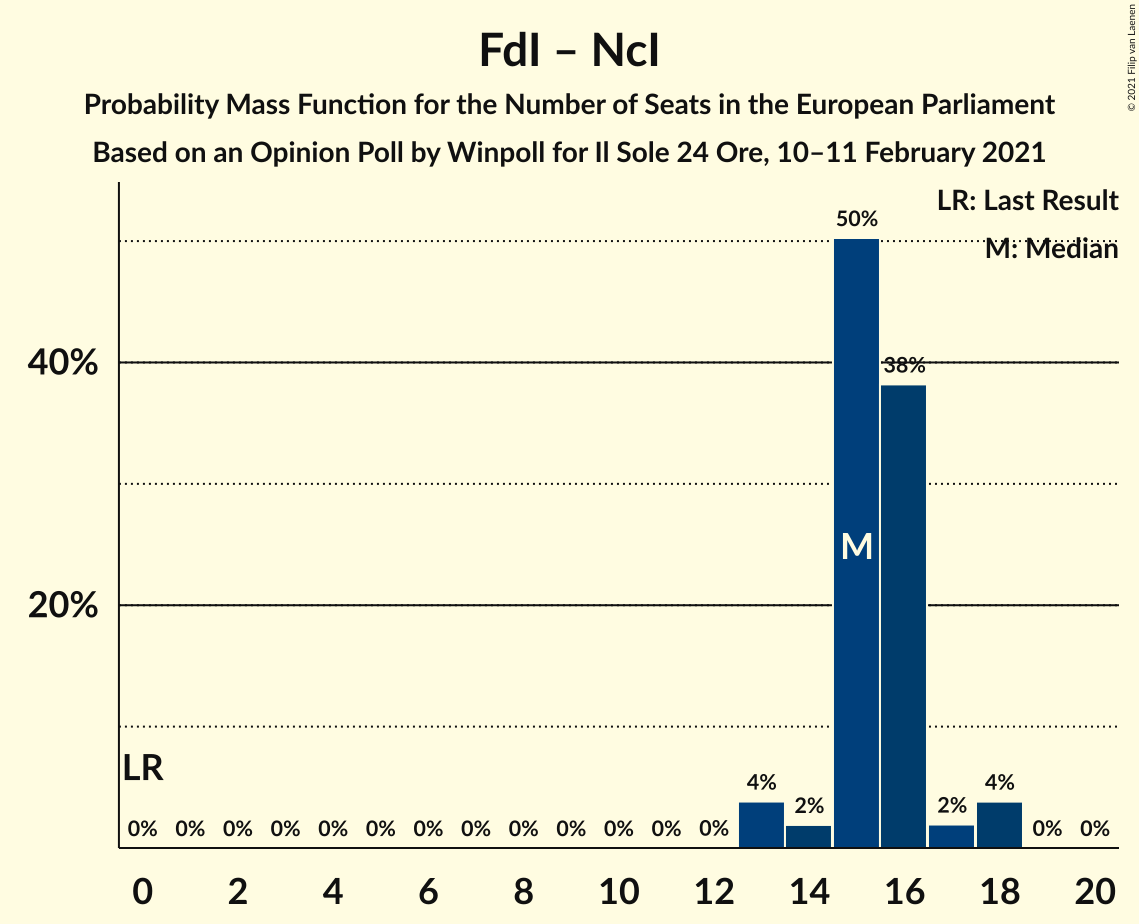 FdI – NcI
Probability Mass Function for the Number of Seats in the European Parliament
Based on an Opinion Poll by Winpoll for Il Sole 24 Ore, 10–11 February 2021
© 2021 Filip van Laenen
LR: Last Result
M: Median
50%
40%
38%
M
20%
LR
0% 0% 0% 0% 0% 0% 0% 0% 0% 0% 0% 0% 0% 4% 2% 2% 4% 0% 0%
0 2 4 6 8 10 12 14 16 18 20